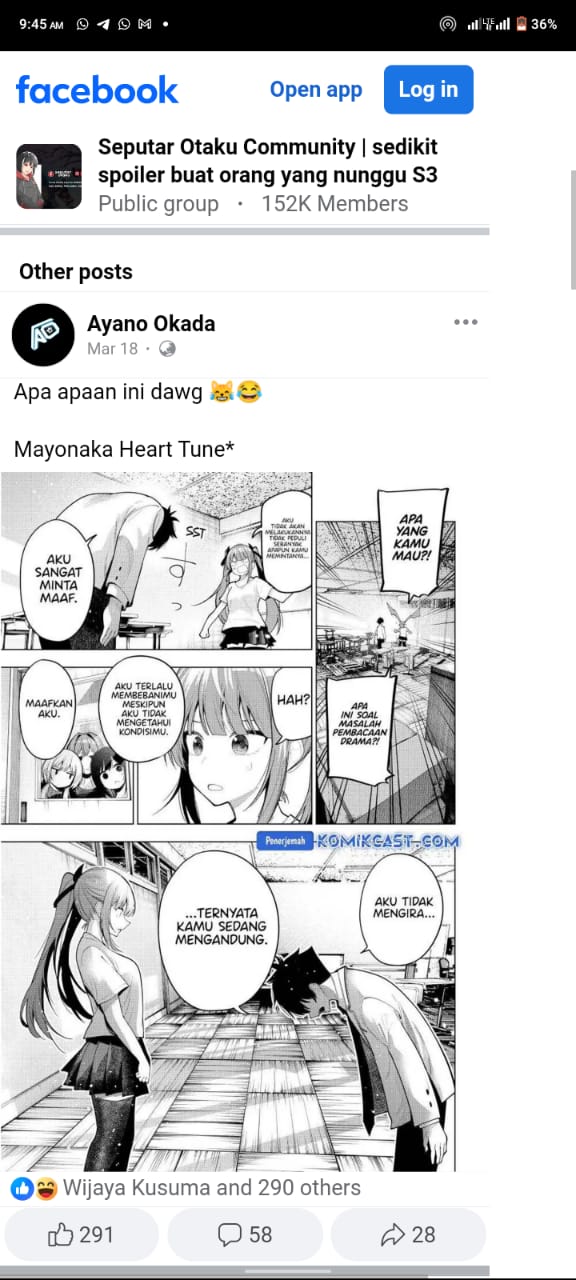 9:45 AM
LTE
36%
facebook
Open app
Log in
Seputar Otaku Community | sedikit
spoiler buat orang yang nunggu S3
Public group · 152K Members
Other posts
Ayano Okada
Mar 18 ·
Apa apaan ini dawg 😹😂
Mayonaka Heart Tune*
APA
YANG
KAMU
MAU?!
APA
INI SOAL
MASALAH
PEMBACAAN
DRAMA?!
AKU
TIDAK AKAN
MELAKUKANNYA
TIDAK PEDULI
SEBANYAK
APAPUN KAMU
MEMINTANYA...
SST
AKU
SANGAT
MINTA
MAAF.
HAH?
AKU TERLALU
MEMBEBANIMU
MESKIPUN
AKU TIDAK
MENGETAHUI
KONDISIMU.
MAAFKAN
AKU.
Penerjemah KOMIKCAST.COM
AKU TIDAK
MENGIRA...
...TERNYATA
KAMU SEDANG
MENGANDUNG.
Wijaya Kusuma and 290 others
291
58
28